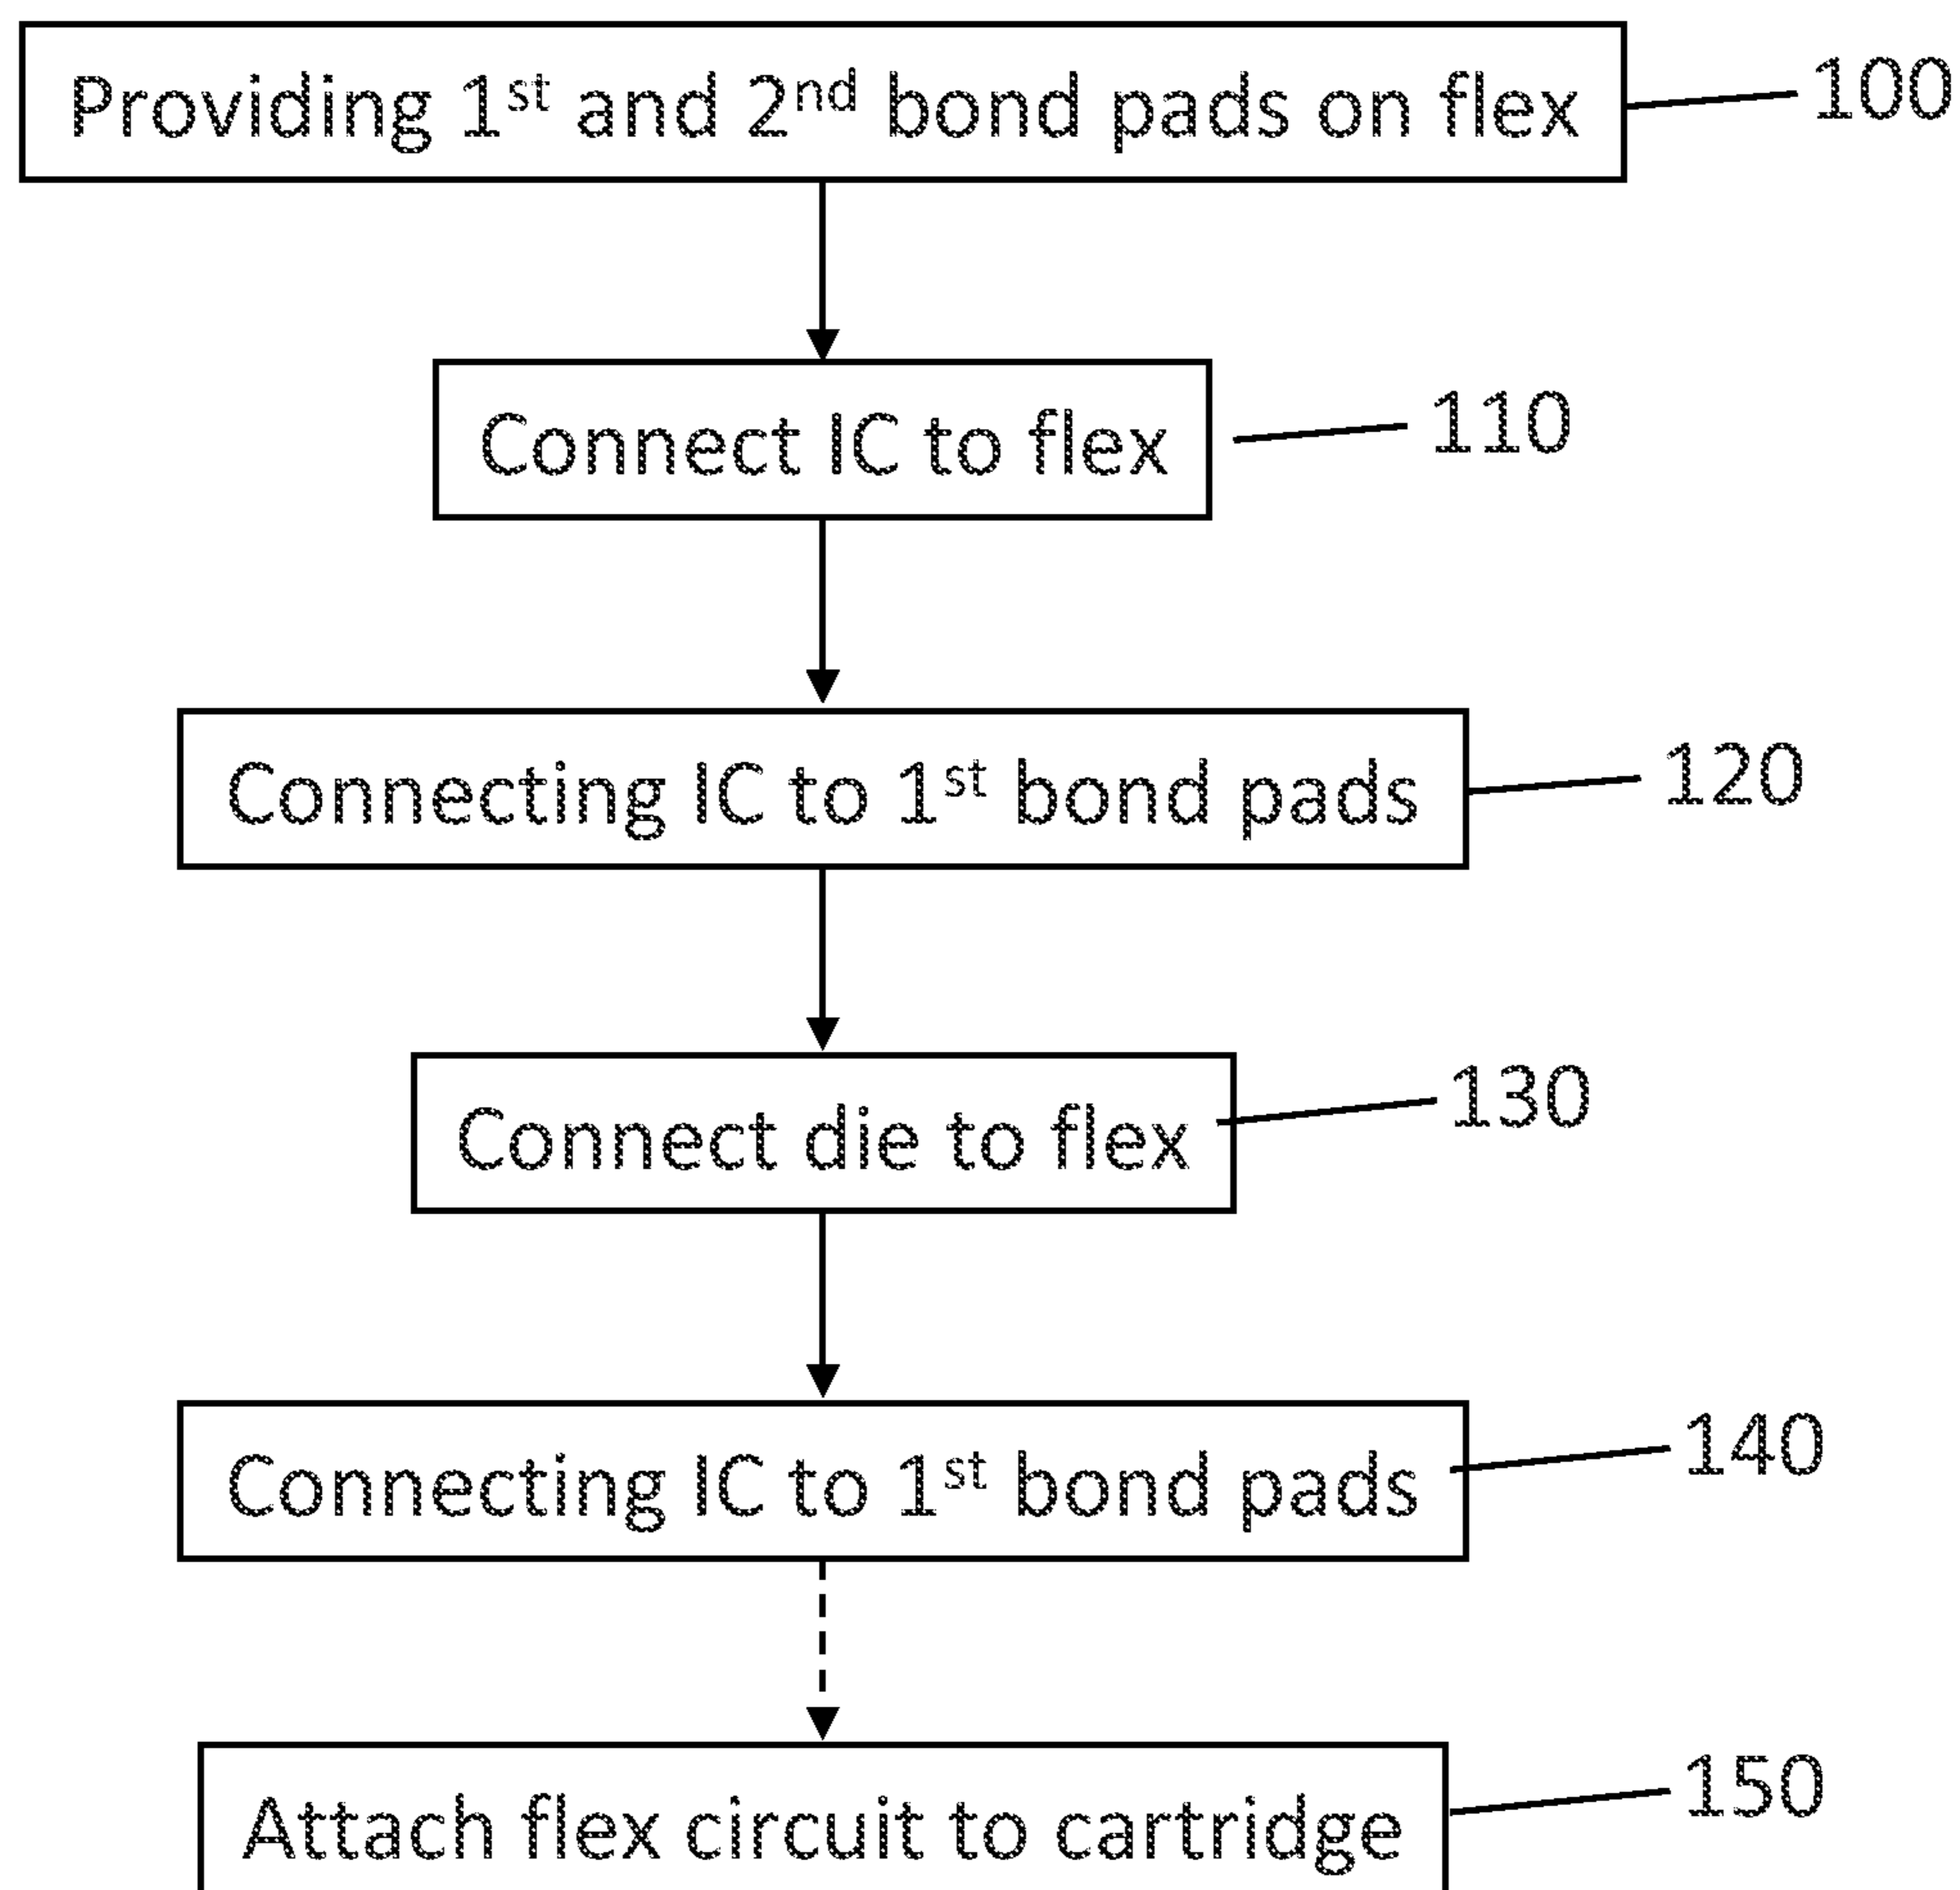 Providing 1st and 2nd bond pads on flex 100
Connect IC to flex 110
Connecting IC to 1st bond pads 120
Connect die to flex 130
Connecting IC to 1st bond pads 140
Attach flex circuit to cartridge 150